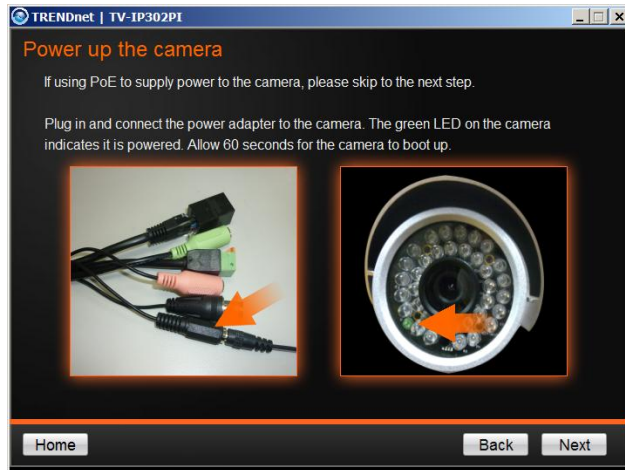 TRENDnet | TV-IP302PI
Power up the camera
If using PoE to supply power to the camera, please skip to the next step.
Plug in and connect the power adapter to the camera. The green LED on the camera
indicates it is powered. Allow 60 seconds for the camera to boot up.
Home
Back
Next